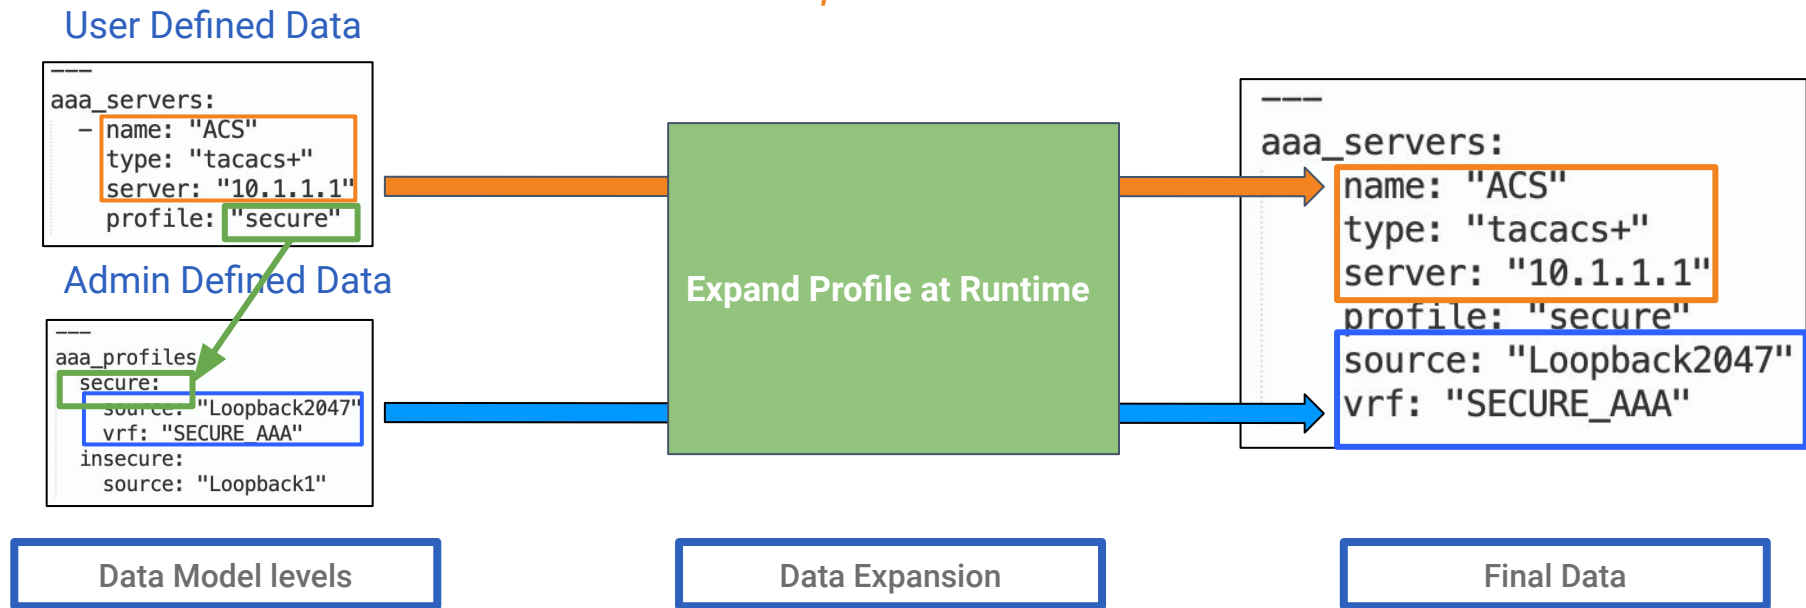 User Defined Data
---
aaa_servers:
- name: "ACS"
type: "tacacs+"
server: "10.1.1.1"
profile: "secure"
Admin Defined Data
---
aaa_profiles
secure:
source: "Loopback2047"
vrf: "SECURE_AAA"
insecure:
source: "Loopback1"
Expand Profile at Runtime
---
aaa_servers:
name: "ACS"
type: "tacacs+"
server: "10.1.1.1"
profile: "secure"
source: "Loopback2047"
vrf: "SECURE_AAA"
Data Model levels
Data Expansion
Final Data